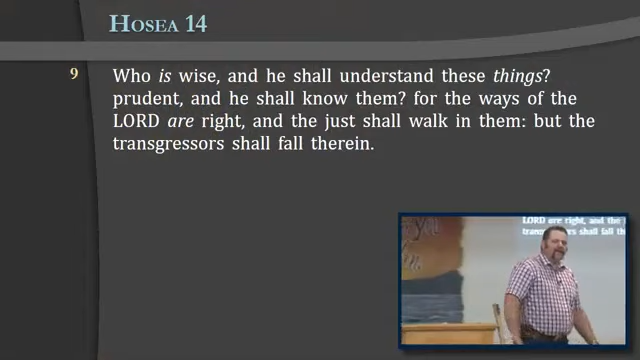 HOSEA 14
9 Who is wise, and he shall understand these things?
prudent, and he shall know them? for the ways of the
LORD are right, and the just shall walk in them: but the
transgressors shall fall therein.
LORD are right, and the
shall fall th